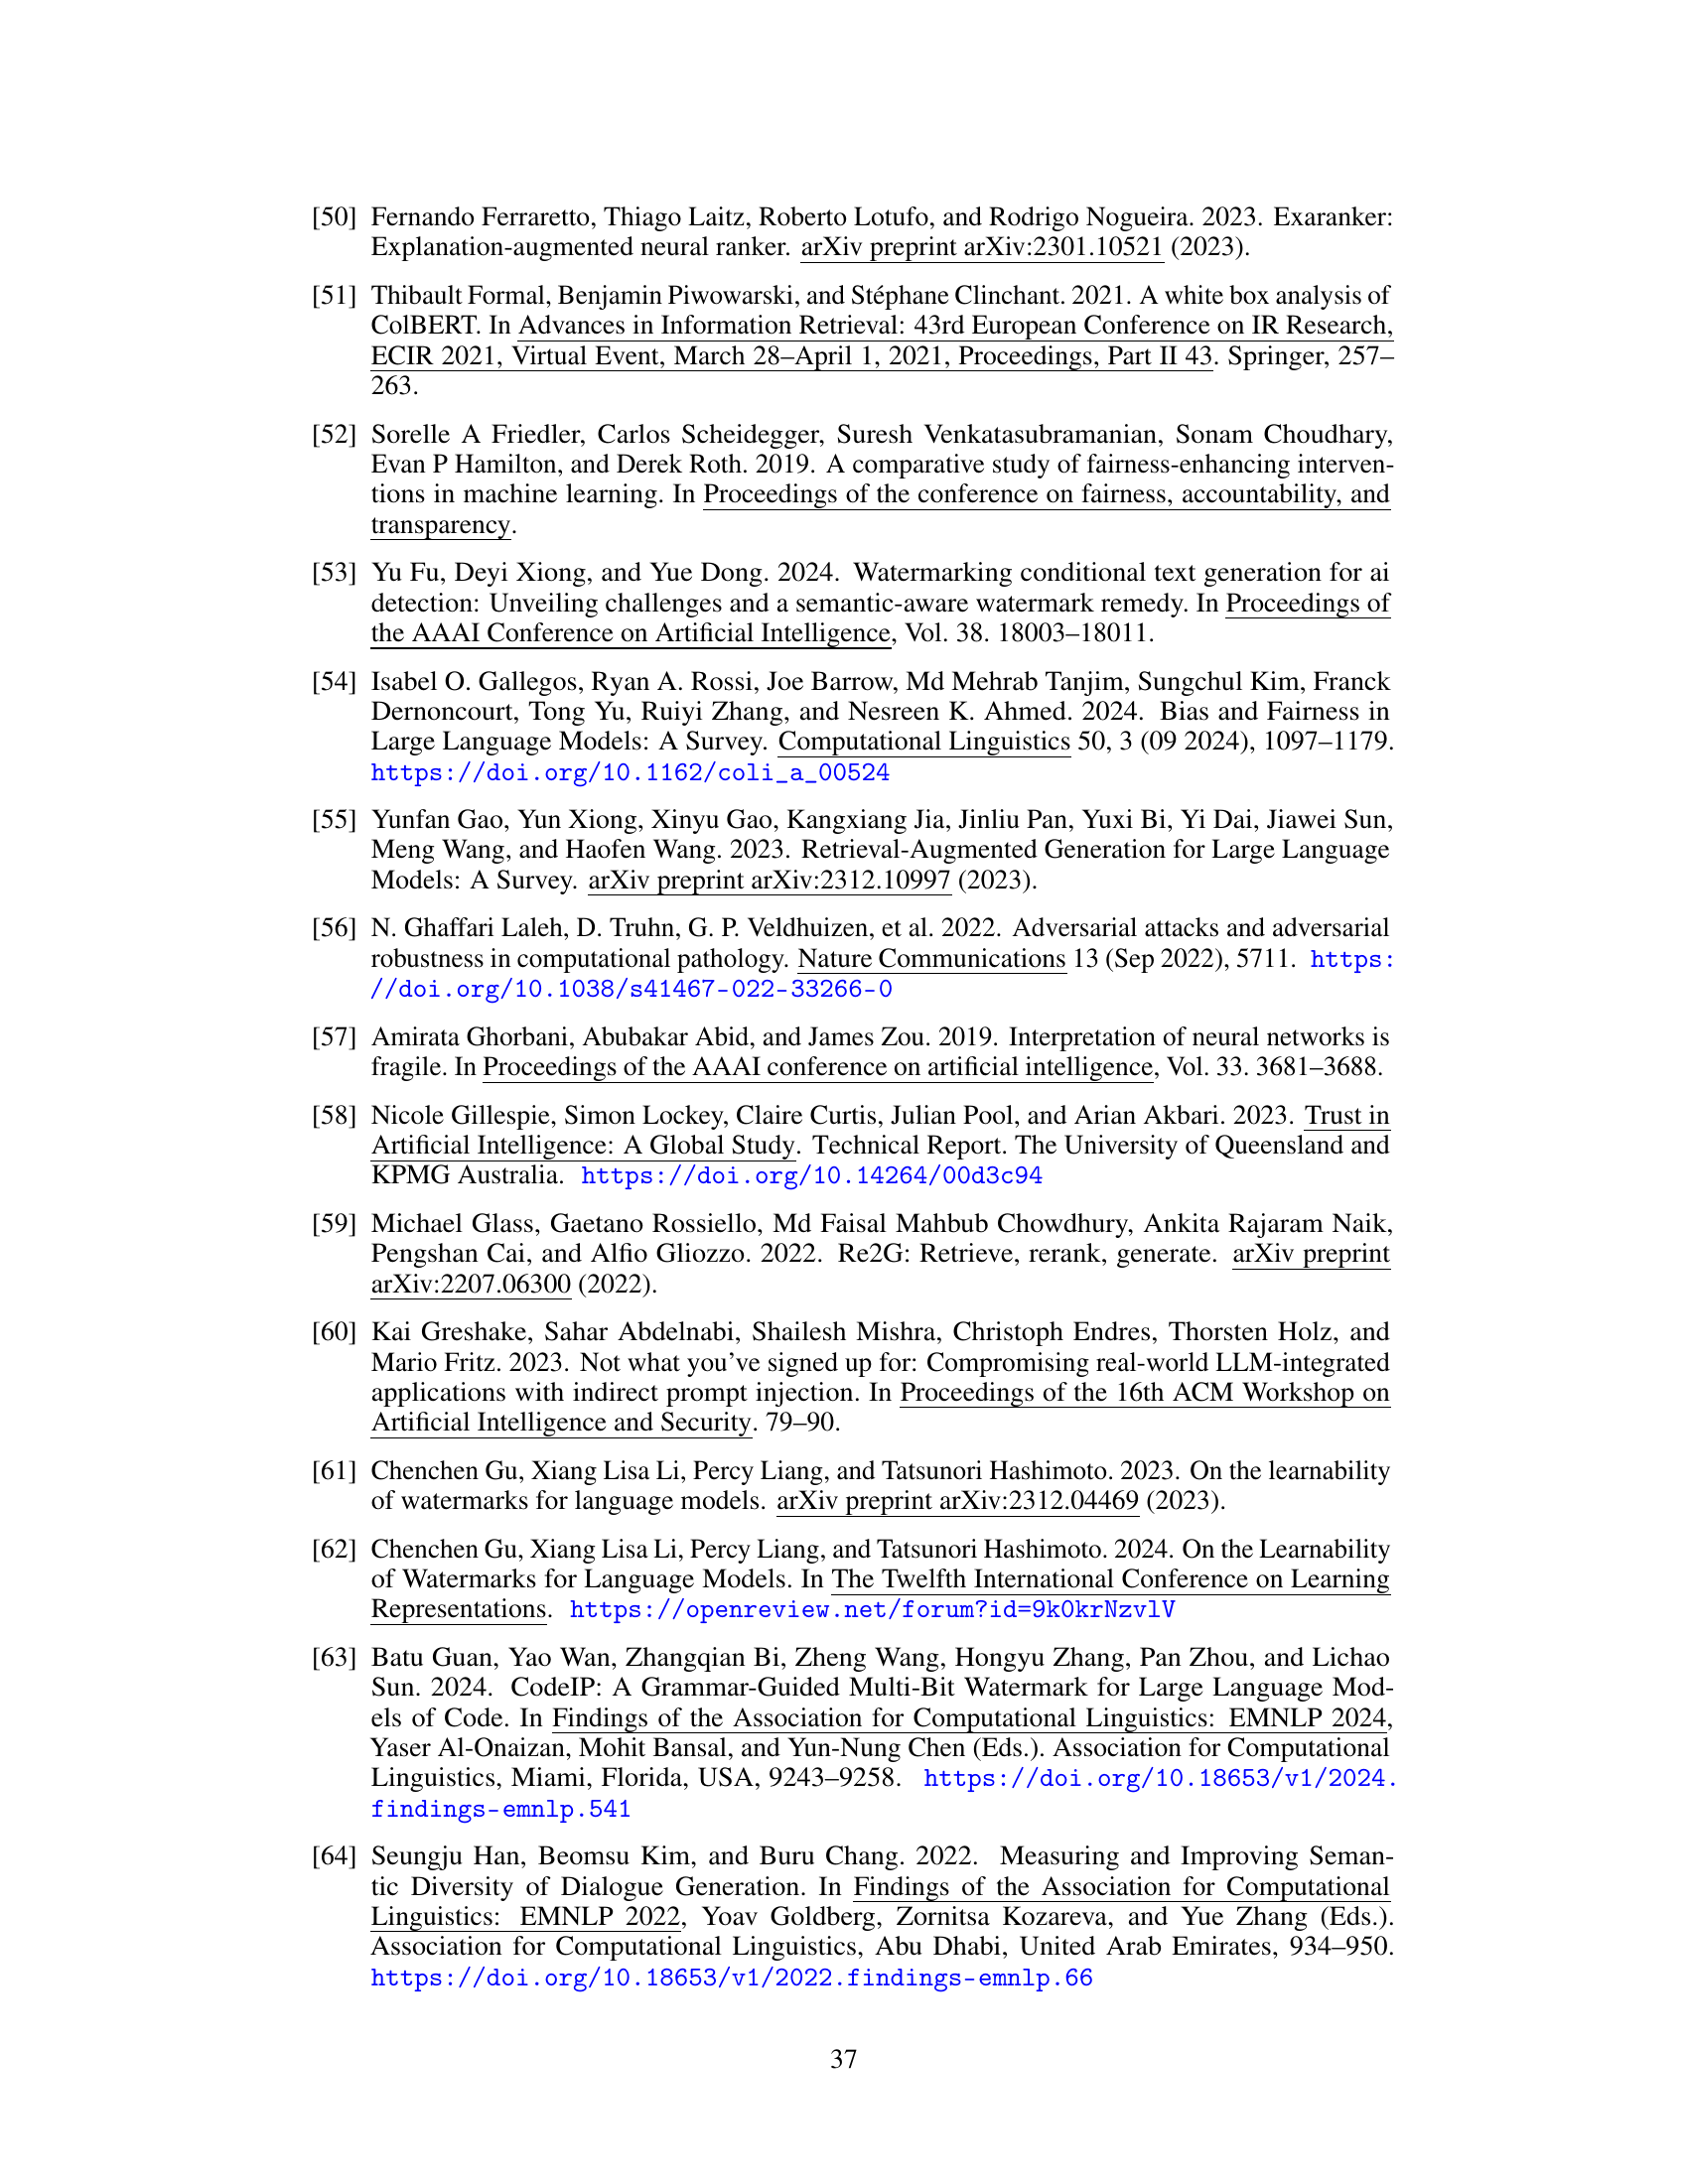 [50] Fernando Ferraretto, Thiago Laitz, Roberto Lotufo, and Rodrigo Nogueira. 2023. Exaranker:
Explanation-augmented neural ranker. arXiv preprint arXiv:2301.10521 (2023).
[51] Thibault Formal, Benjamin Piwowarski, and Stéphane Clinchant. 2021. A white box analysis of
ColBERT. In Advances in Information Retrieval: 43rd European Conference on IR Research,
ECIR 2021, Virtual Event, March 28–April 1, 2021, Proceedings, Part II 43. Springer, 257–
263.
[52] Sorelle A Friedler, Carlos Scheidegger, Suresh Venkatasubramanian, Sonam Choudhary,
Evan P Hamilton, and Derek Roth. 2019. A comparative study of fairness-enhancing interven-
tions in machine learning. In Proceedings of the conference on fairness, accountability, and
transparency.
[53] Yu Fu, Deyi Xiong, and Yue Dong. 2024. Watermarking conditional text generation for ai
detection: Unveiling challenges and a semantic-aware watermark remedy. In Proceedings of
the AAAI Conference on Artificial Intelligence, Vol. 38. 18003–18011.
[54] Isabel O. Gallegos, Ryan A. Rossi, Joe Barrow, Md Mehrab Tanjim, Sungchul Kim, Franck
Dernoncourt, Tong Yu, Ruiyi Zhang, and Nesreen K. Ahmed. 2024. Bias and Fairness in
Large Language Models: A Survey. Computational Linguistics 50, 3 (09 2024), 1097–1179.
https://doi.org/10.1162/coli_a_00524
[55] Yunfan Gao, Yun Xiong, Xinyu Gao, Kangxiang Jia, Jinliu Pan, Yuxi Bi, Yi Dai, Jiawei Sun,
Meng Wang, and Haofen Wang. 2023. Retrieval-Augmented Generation for Large Language
Models: A Survey. arXiv preprint arXiv:2312.10997 (2023).
[56] N. Ghaffari Laleh, D. Truhn, G. P. Veldhuizen, et al. 2022. Adversarial attacks and adversarial
robustness in computational pathology. Nature Communications 13 (Sep 2022), 5711. https:
//doi.org/10.1038/s41467-022-33266-0
[57] Amirata Ghorbani, Abubakar Abid, and James Zou. 2019. Interpretation of neural networks is
fragile. In Proceedings of the AAAI conference on artificial intelligence, Vol. 33. 3681–3688.
[58] Nicole Gillespie, Simon Lockey, Claire Curtis, Julian Pool, and Arian Akbari. 2023. Trust in
Artificial Intelligence: A Global Study. Technical Report. The University of Queensland and
KPMG Australia. https://doi.org/10.14264/00d3c94
[59] Michael Glass, Gaetano Rossiello, Md Faisal Mahbub Chowdhury, Ankita Rajaram Naik,
Pengshan Cai, and Alfio Gliozzo. 2022. Re2G: Retrieve, rerank, generate. arXiv preprint
arXiv:2207.06300 (2022).
[60] Kai Greshake, Sahar Abdelnabi, Shailesh Mishra, Christoph Endres, Thorsten Holz, and
Mario Fritz. 2023. Not what you've signed up for: Compromising real-world LLM-integrated
applications with indirect prompt injection. In Proceedings of the 16th ACM Workshop on
Artificial Intelligence and Security. 79–90.
[61] Chenchen Gu, Xiang Lisa Li, Percy Liang, and Tatsunori Hashimoto. 2023. On the learnability
of watermarks for language models. arXiv preprint arXiv:2312.04469 (2023).
[62] Chenchen Gu, Xiang Lisa Li, Percy Liang, and Tatsunori Hashimoto. 2024. On the Learnability
of Watermarks for Language Models. In The Twelfth International Conference on Learning
Representations. https://openreview.net/forum?id=9k0krNzvlV
[63] Batu Guan, Yao Wan, Zhangqian Bi, Zheng Wang, Hongyu Zhang, Pan Zhou, and Lichao
Sun. 2024. CodeIP: A Grammar-Guided Multi-Bit Watermark for Large Language Mod-
els of Code. In Findings of the Association for Computational Linguistics: EMNLP 2024,
Yaser Al-Onaizan, Mohit Bansal, and Yun-Nung Chen (Eds.). Association for Computational
Linguistics, Miami, Florida, USA, 9243–9258. https://doi.org/10.18653/v1/2024.
findings-emnlp.541
[64] Seungju Han, Beomsu Kim, and Buru Chang. 2022. Measuring and Improving Seman-
tic Diversity of Dialogue Generation. In Findings of the Association for Computational
Linguistics: EMNLP 2022, Yoav Goldberg, Zornitsa Kozareva, and Yue Zhang (Eds.).
Association for Computational Linguistics, Abu Dhabi, United Arab Emirates, 934–950.
https://doi.org/10.18653/v1/2022.findings-emnlp.66
37